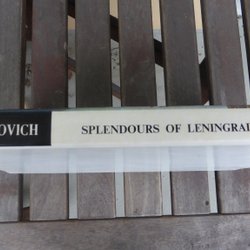 OVICH SPLENDOURS OF LENINGRA